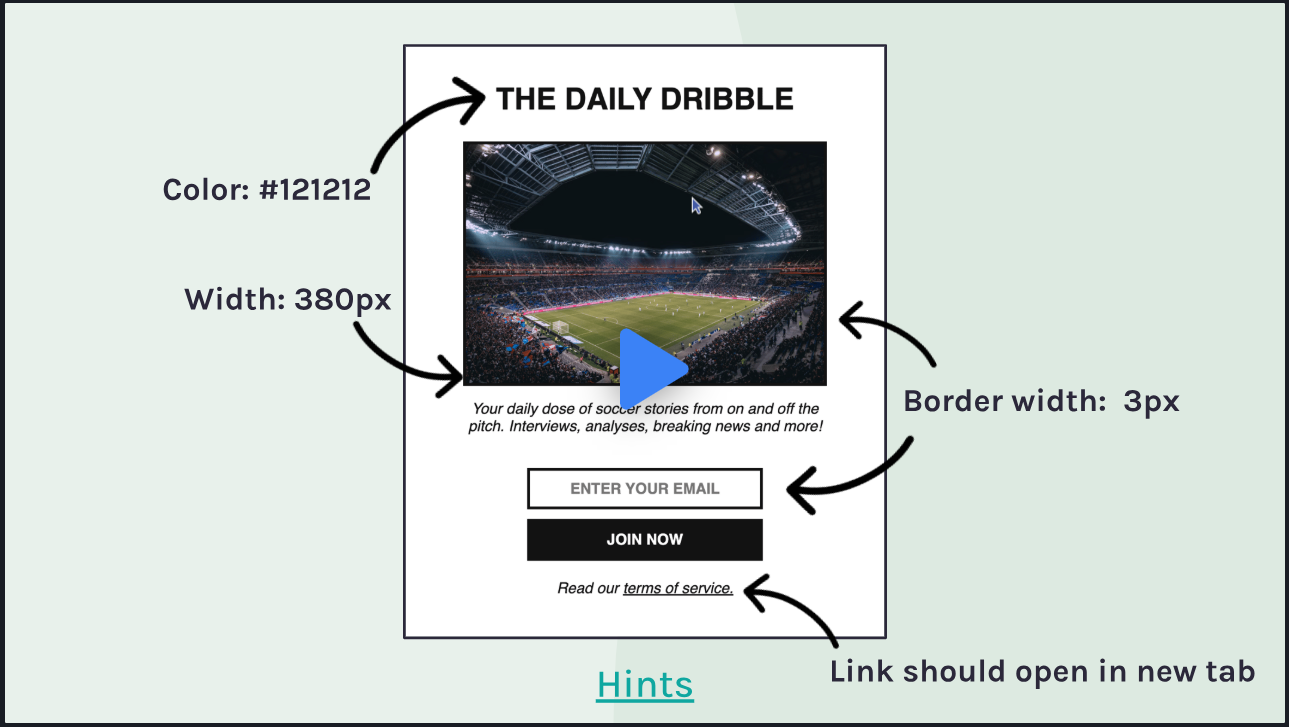 THE DAILY DRIBBLE
Color: #121212
Width: 380px
Border width: 3px
Your daily dose of soccer stories from on and off the
pitch. Interviews, analyses, breaking news and more!
ENTER YOUR EMAIL
JOIN NOW
Read our terms of service.
Link should open in new tab
Hints